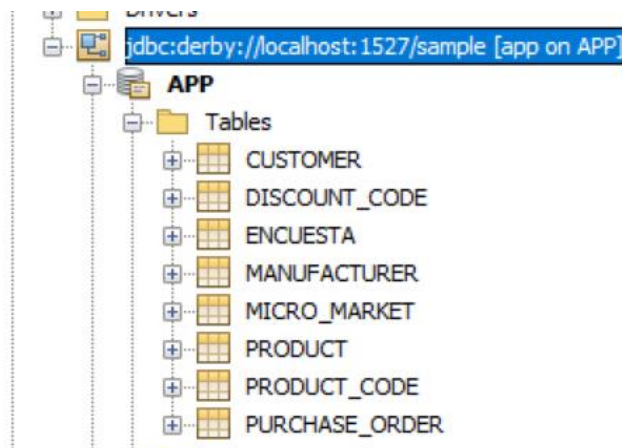 Drivers
jdbc:derby://localhost:1527/sample [app on APP]
APP
Tables
CUSTOMER
DISCOUNT_CODE
ENCUESTA
MANUFACTURER
MICRO_MARKET
PRODUCT
PRODUCT_CODE
PURCHASE_ORDER